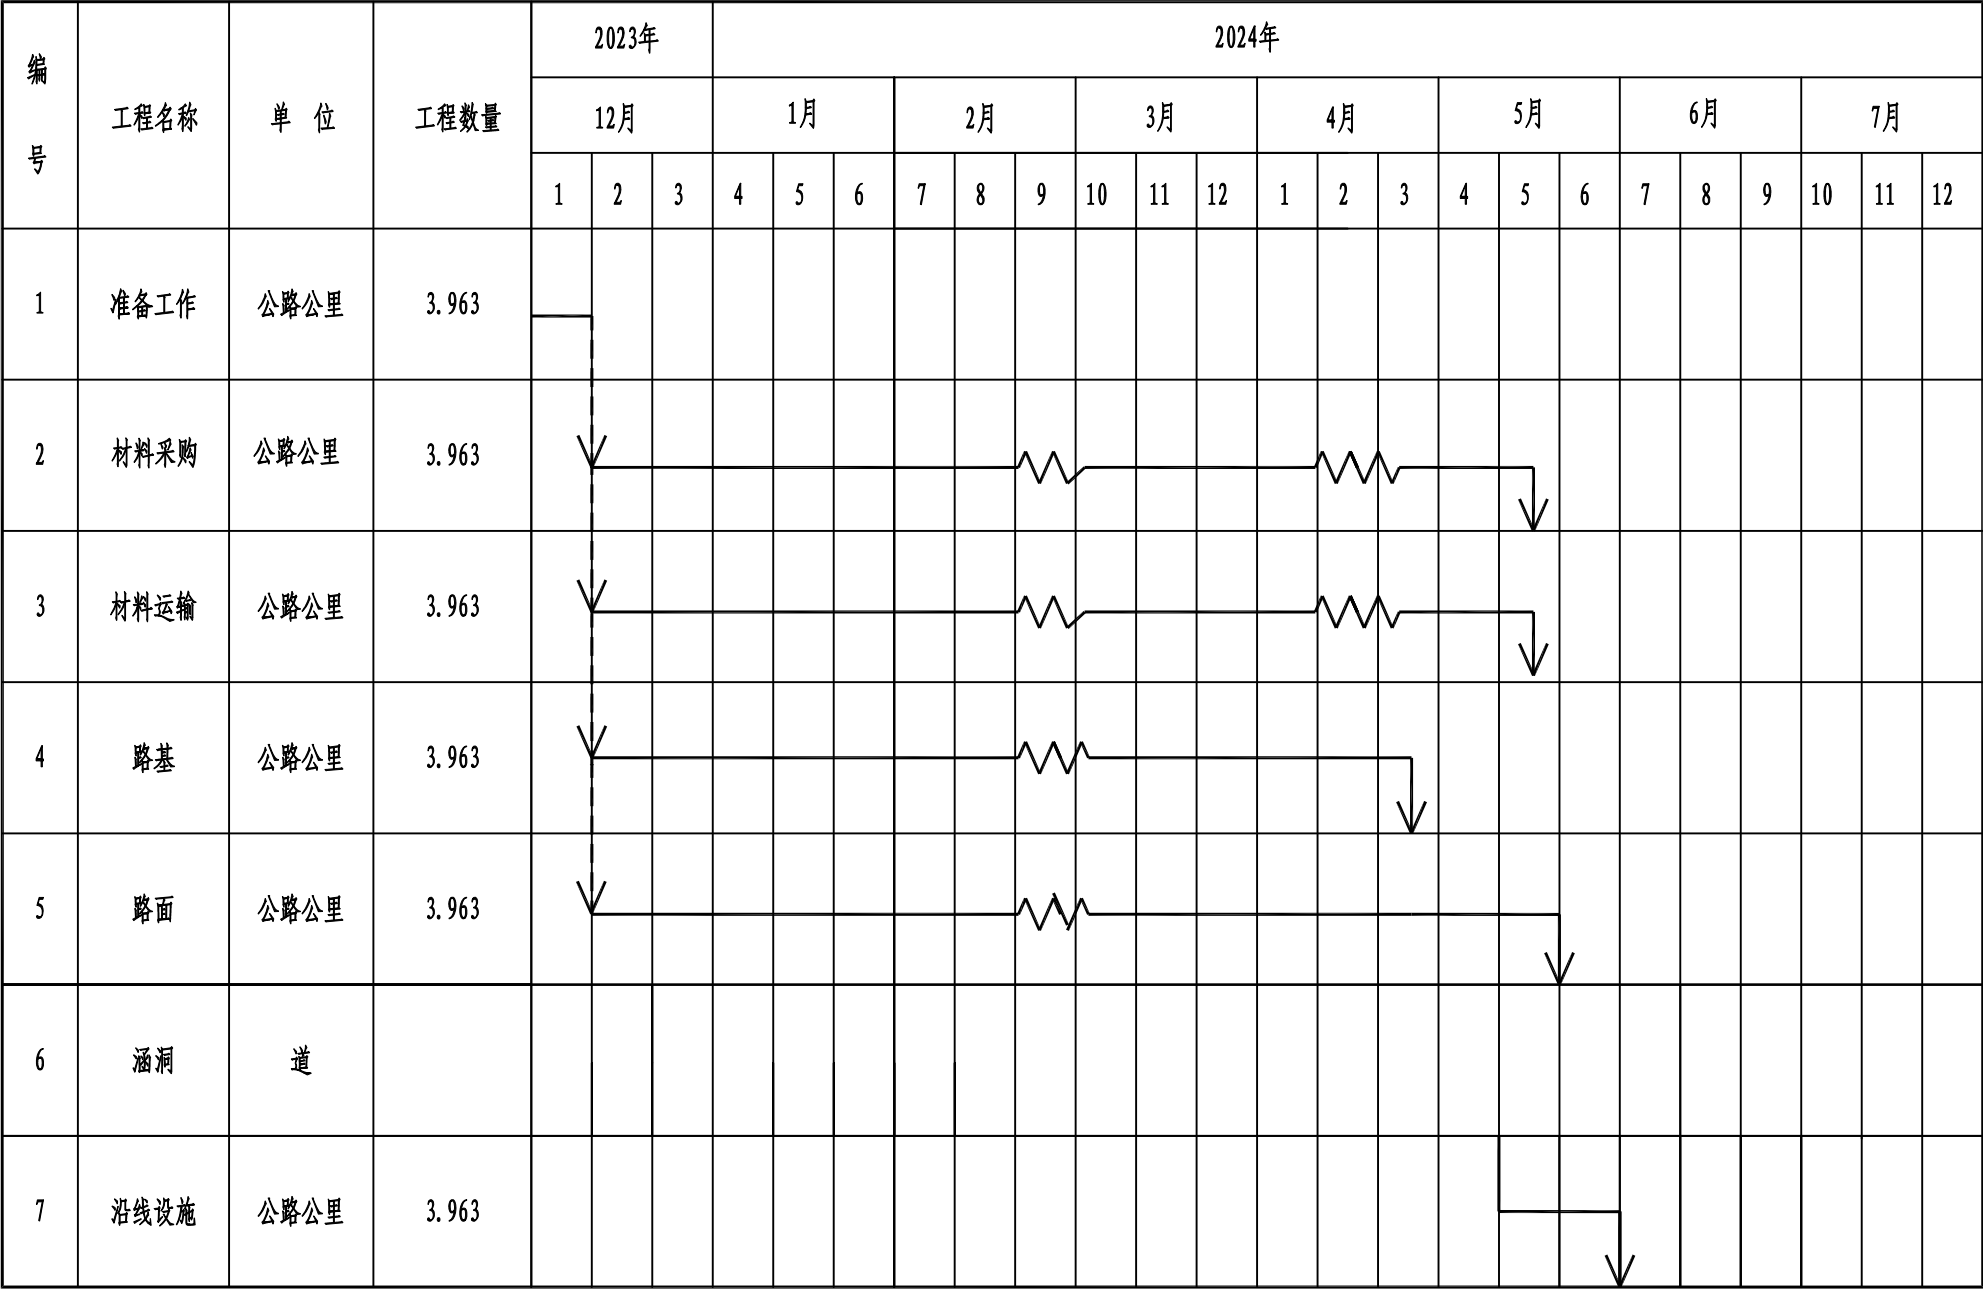 编号 工程名称 单 位 工程数量 2023年 2024年
12月 1月 2月 3月 4月 5月 6月 7月
1 2 3 4 5 6 7 8 9 10 11 12 1 2 3 4 5 6 7 8 9 10 11 12
1 准备工作 公路公里 3.963
2 材料采购 公路公里 3.963
3 材料运输 公路公里 3.963
4 路基 公路公里 3.963
5 路面 公路公里 3.963
6 涵洞 道
7 沿线设施 公路公里 3.963